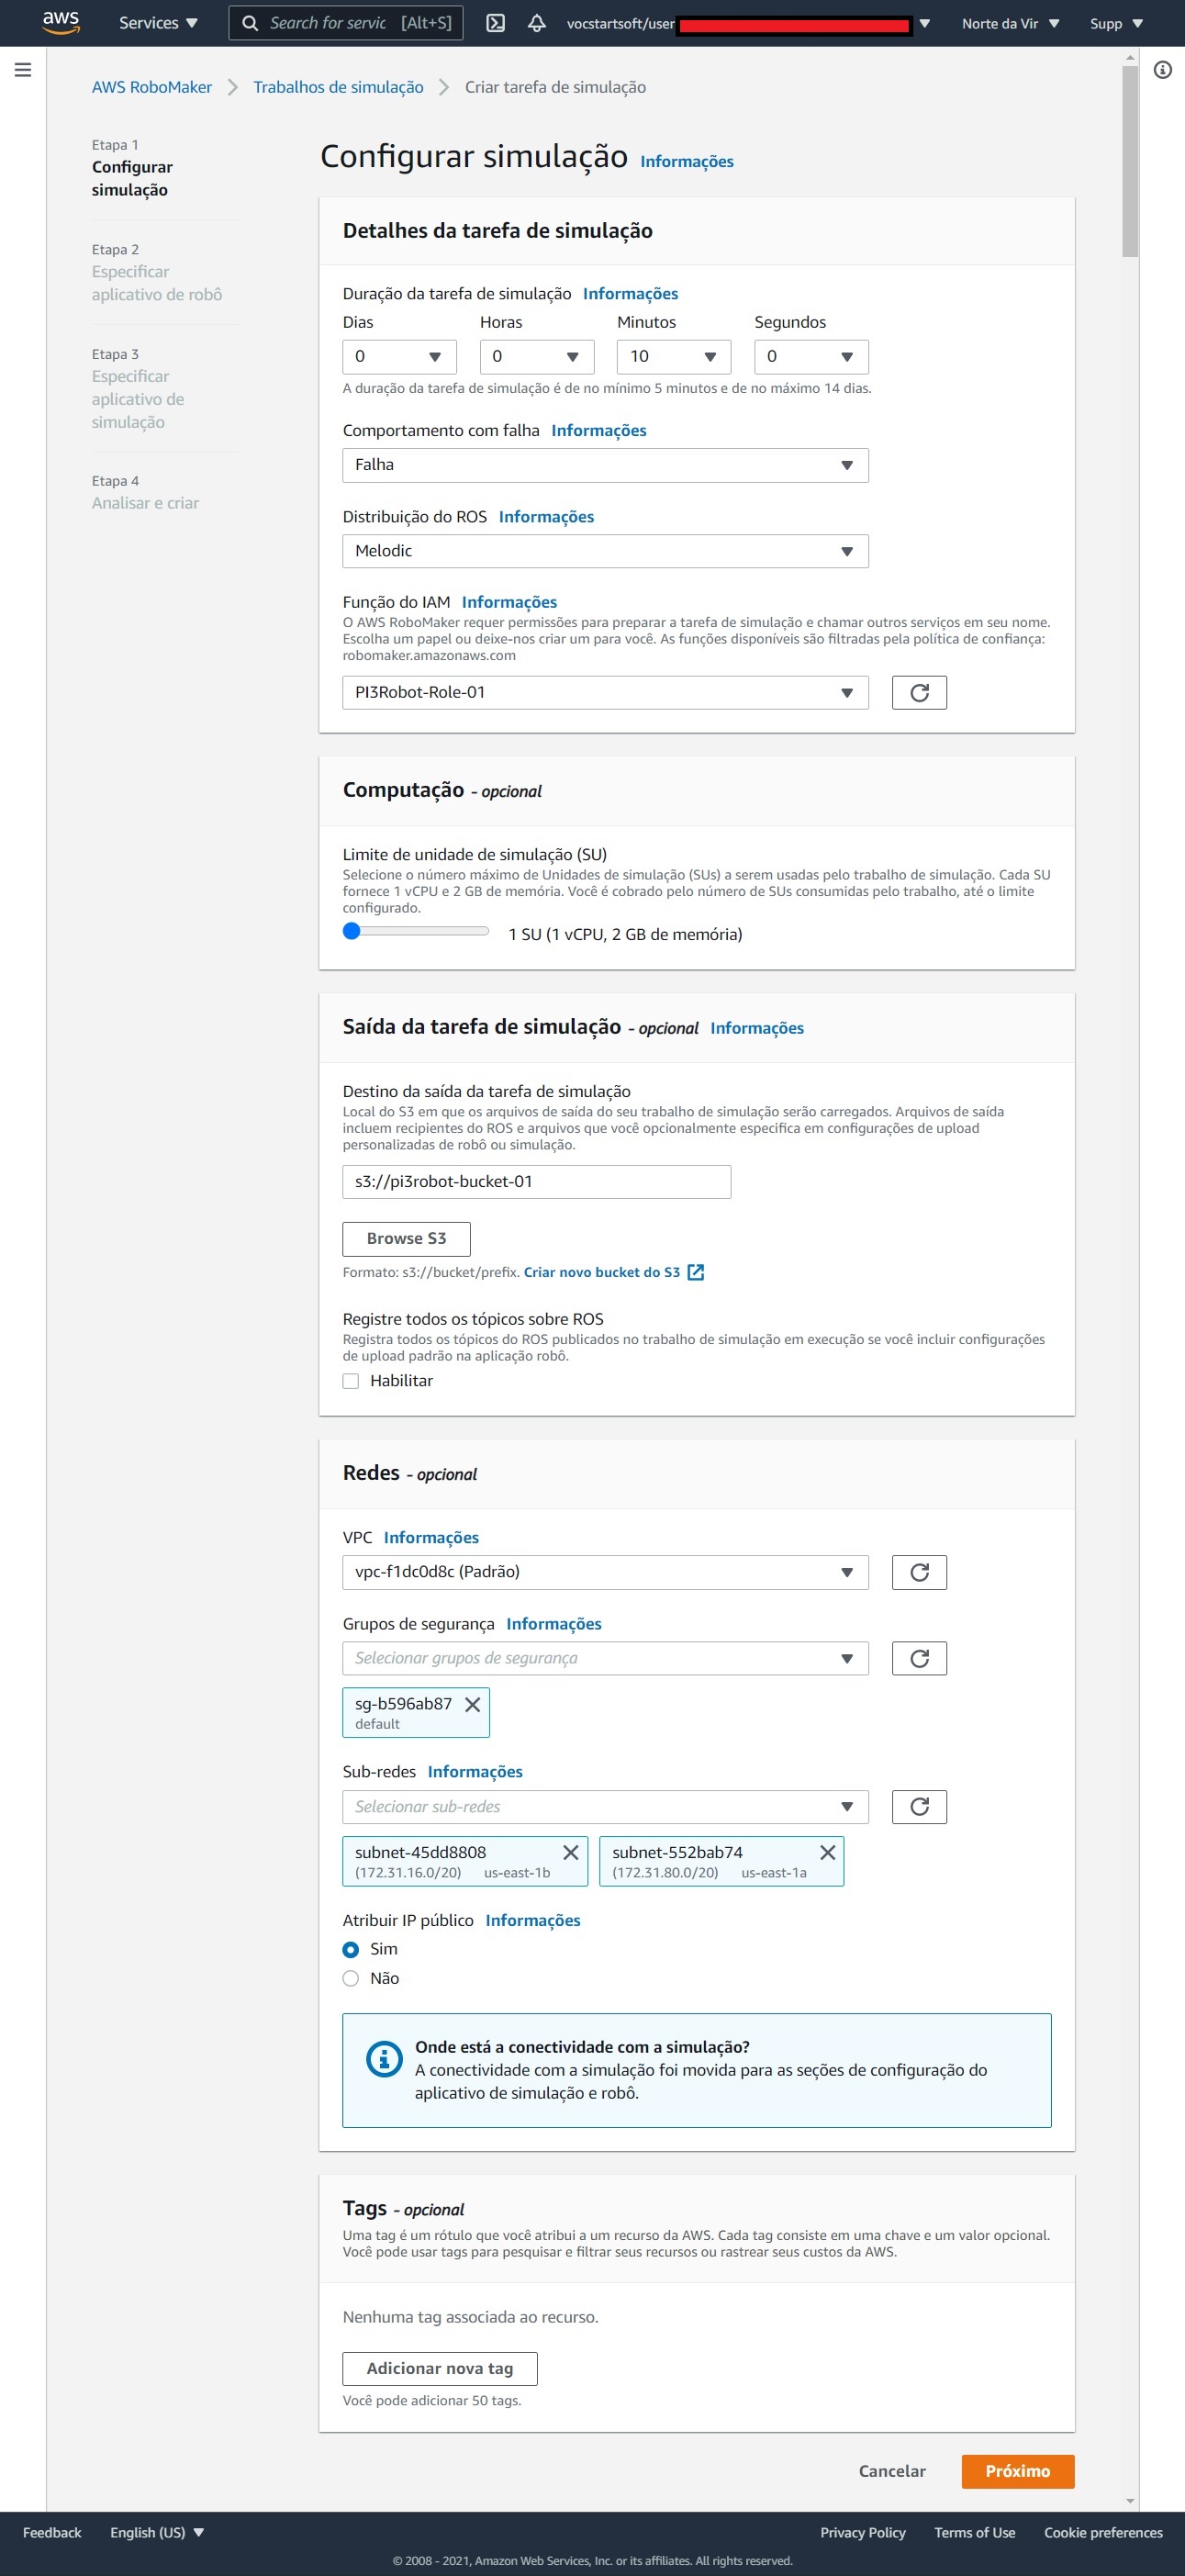 aws Services Search for servic [Alt+S] vocstartsoft/user Norte da Vir Supp
AWS RoboMaker Trabalhos de simulação Criar tarefa de simulação
Etapa 1
Configurar
simulação
Etapa 2
Especificar
aplicativo de robô
Etapa 3
Especificar
aplicativo de
simulação
Etapa 4
Analisar e criar
Configurar simulação Informações
Detalhes da tarefa de simulação
Duração da tarefa de simulação Informações
Dias Horas Minutos Segundos
0 0 10 0
A duração da tarefa de simulação é de no mínimo 5 minutos e de no máximo 14 dias.
Comportamento com falha Informações
Falha
Distribuição do ROS Informações
Melodic
Função do IAM Informações
O AWS RoboMaker requer permissões para preparar a tarefa de simulação e chamar outros serviços em seu nome.
Escolha um papel ou deixe-nos criar um para você. As funções disponíveis são filtradas pela política de confiança:
robomaker.amazonaws.com
PI3Robot-Role-01
Computação - opcional
Limite de unidade de simulação (SU)
Selecione o número máximo de Unidades de simulação (SUs) a serem usadas pelo trabalho de simulação. Cada SU
fornece 1 vCPU e 2 GB de memória. Você é cobrado pelo número de SUs consumidas pelo trabalho, até o limite
configurado.
1 SU (1 vCPU, 2 GB de memória)
Saída da tarefa de simulação - opcional Informações
Destino da saída da tarefa de simulação
Local do S3 em que os arquivos de saída do seu trabalho de simulação serão carregados. Arquivos de saída
incluem recipientes do ROS e arquivos que você opcionalmente especifica em configurações de upload
personalizadas de robô ou simulação.
s3://pi3robot-bucket-01
Browse S3
Formato: s3://bucket/prefix. Criar novo bucket do S3
Registre todos os tópicos sobre ROS
Registra todos os tópicos do ROS publicados no trabalho de simulação em execução se você incluir configurações
de upload padrão na aplicação robô.
Habilitar
Redes - opcional
VPC Informações
vpc-f1dc0d8c (Padrão)
Grupos de segurança Informações
Selecionar grupos de segurança
sg-b596ab87
default
Sub-redes Informações
Selecionar sub-redes
subnet-45dd8808 subnet-552bab74
(172.31.16.0/20) us-east-1b (172.31.80.0/20) us-east-1a
Atribuir IP público Informações
Sim
Não
Onde está a conectividade com a simulação?
A conectividade com a simulação foi movida para as seções de configuração do
aplicativo de simulação e robô.
Tags - opcional
Uma tag é um rótulo que você atribui a um recurso da AWS. Cada tag consiste em uma chave e um valor opcional.
Você pode usar tags para pesquisar e filtrar seus recursos ou rastrear seus custos da AWS.
Nenhuma tag associada ao recurso.
Adicionar nova tag
Você pode adicionar 50 tags.
Cancelar Próximo
Feedback English (US) Privacy Policy Terms of Use Cookie preferences
© 2008 - 2021, Amazon Web Services, Inc. or its affiliates. All rights reserved.